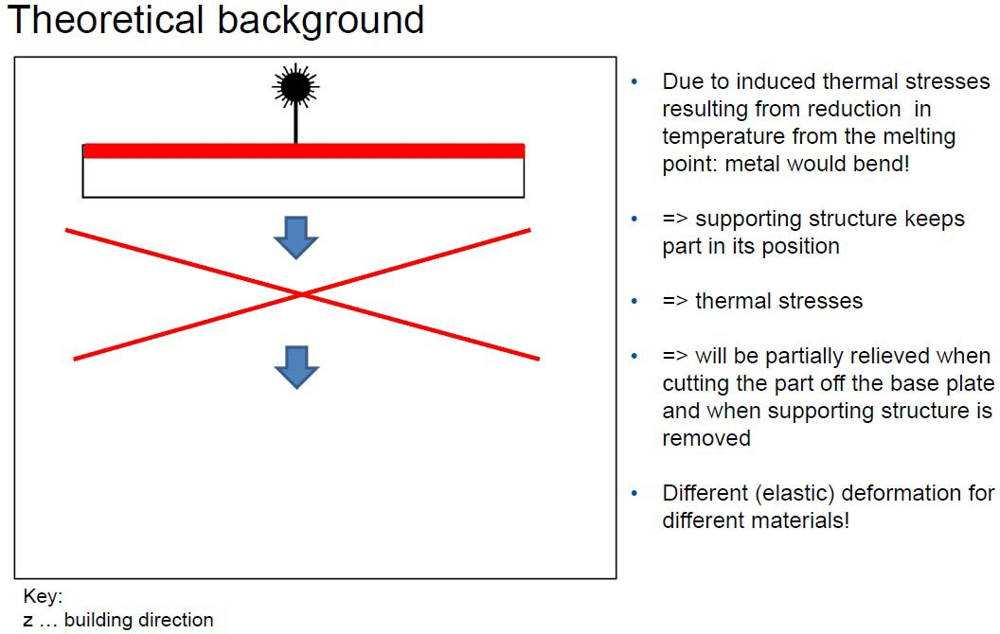 Theoretical background
• Due to induced thermal stresses
resulting from reduction in
temperature from the melting
point: metal would bend!
• => supporting structure keeps
part in its position
• => thermal stresses
• => will be partially relieved when
cutting the part off the base plate
and when supporting structure is
removed
• Different (elastic) deformation for
different materials!
Key:
z … building direction